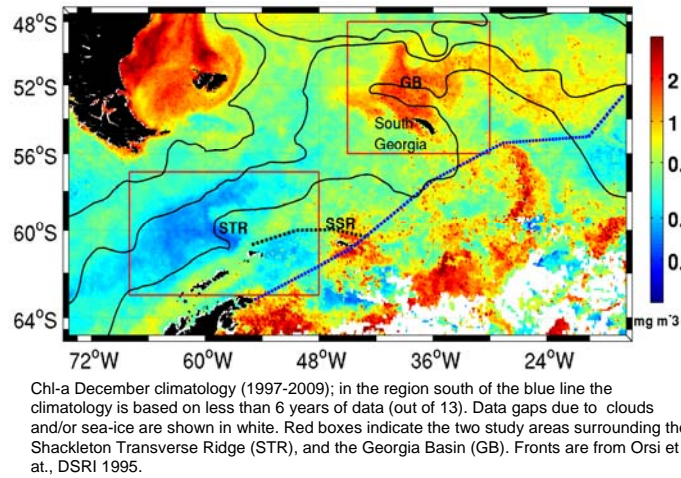 48°S
52°S
56°S
60°S
64°S
72°W
60°W
48°W
36°W
24°W
GB
South
Georgia
STR
SSR
2
1
0.
0.
0.
mg m⁻3
Chl-a December climatology (1997-2009); in the region south of the blue line the
climatology is based on less than 6 years of data (out of 13). Data gaps due to clouds
and/or sea-ice are shown in white. Red boxes indicate the two study areas surrounding the
Shackleton Transverse Ridge (STR), and the Georgia Basin (GB). Fronts are from Orsi et
at., DSRI 1995.